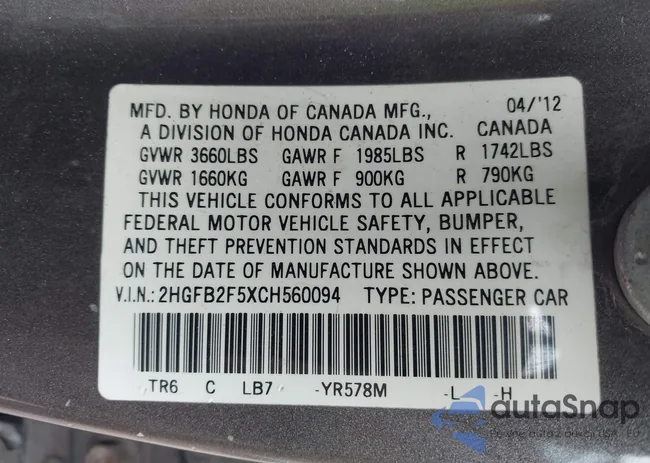 MFD. BY HONDA OF CANADA MFG., 04/'12
A DIVISION OF HONDA CANADA INC. CANADA
GVWR 3660LBS GAWR F 1985LBS R 1742LBS
GVWR 1660KG GAWR F 900KG R 790KG
THIS VEHICLE CONFORMS TO ALL APPLICABLE
FEDERAL MOTOR VEHICLE SAFETY, BUMPER,
AND THEFT PREVENTION STANDARDS IN EFFECT
ON THE DATE OF MANUFACTURE SHOWN ABOVE.
V.I.N.: 2HGFB2F5XCH560094 TYPE: PASSENGER CAR
TR6 C LB7 -YR578M -L -H
autoSnap